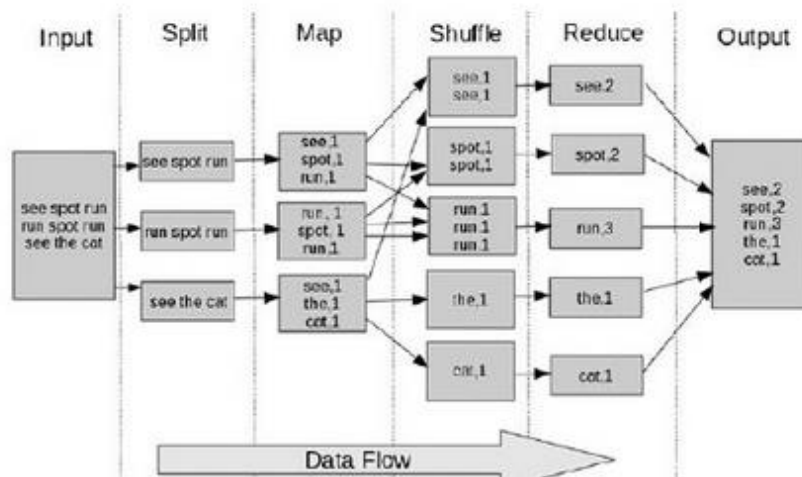 Input
Split
Map
Shuffle
Reduce
Output
see spot run
run spot run
see the cat
see spot run
run spot run
see the cat
see,1
spot,1
run,1
run, 1
spot, 1
run,1
see,1
the,1
cat,1
see,1
see,1
spot,1
spot,1
run,1
run,1
run,1
the,1
cat,1
see,2
spot,2
run,3
the,1
cat,1
see,2
spot,2
run,3
the,1
cat,1
Data Flow